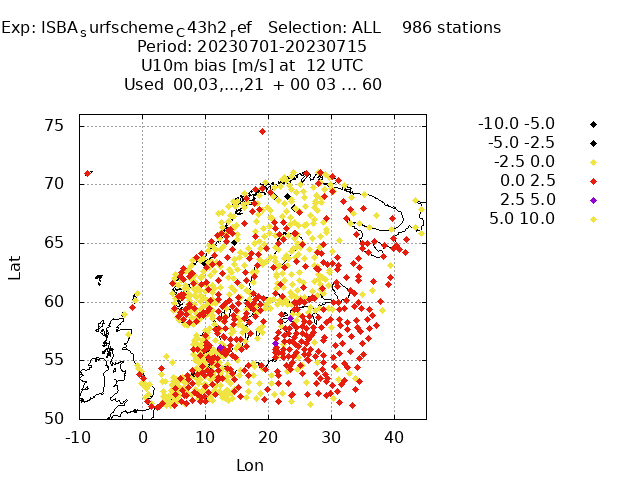 Exp: ISBAsurfschemeC43h2ref   Selection: ALL    986 stations
Period: 20230701-20230715
U10m bias [m/s] at  12 UTC
Used  00,03,...,21  + 00 03 ... 60
-10.0 -5.0
-5.0 -2.5
-2.5 0.0
0.0 2.5
2.5 5.0
5.0 10.0
75
70
65
60
55
50
Lat
-10 0 10 20 30 40
Lon